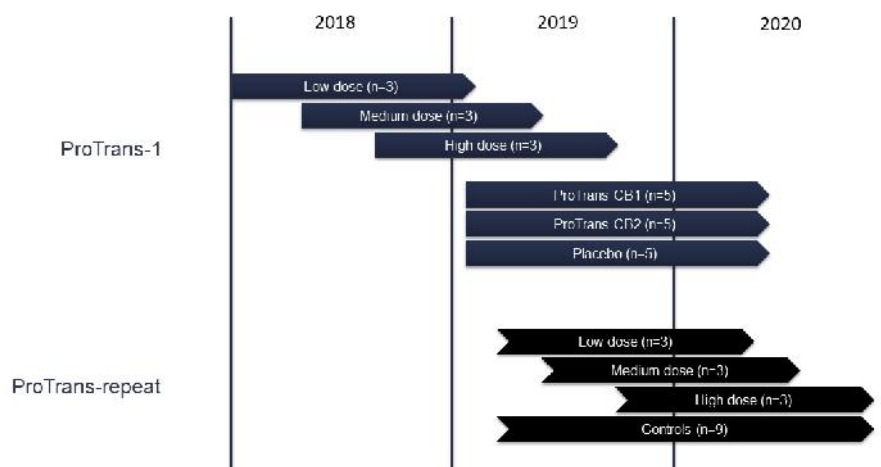 2018 2019 2020
Low dose (n=3)
Medium dose (n=3)
ProTrans-1
High dose (n=3)
ProTrans CB1 (n=5)
ProTrans CB2 (n=5)
Placebo (n=5)
Low dose (n=3)
Medium dose (n=3)
ProTrans-repeat
High dose (n=3)
Controls (n=9)